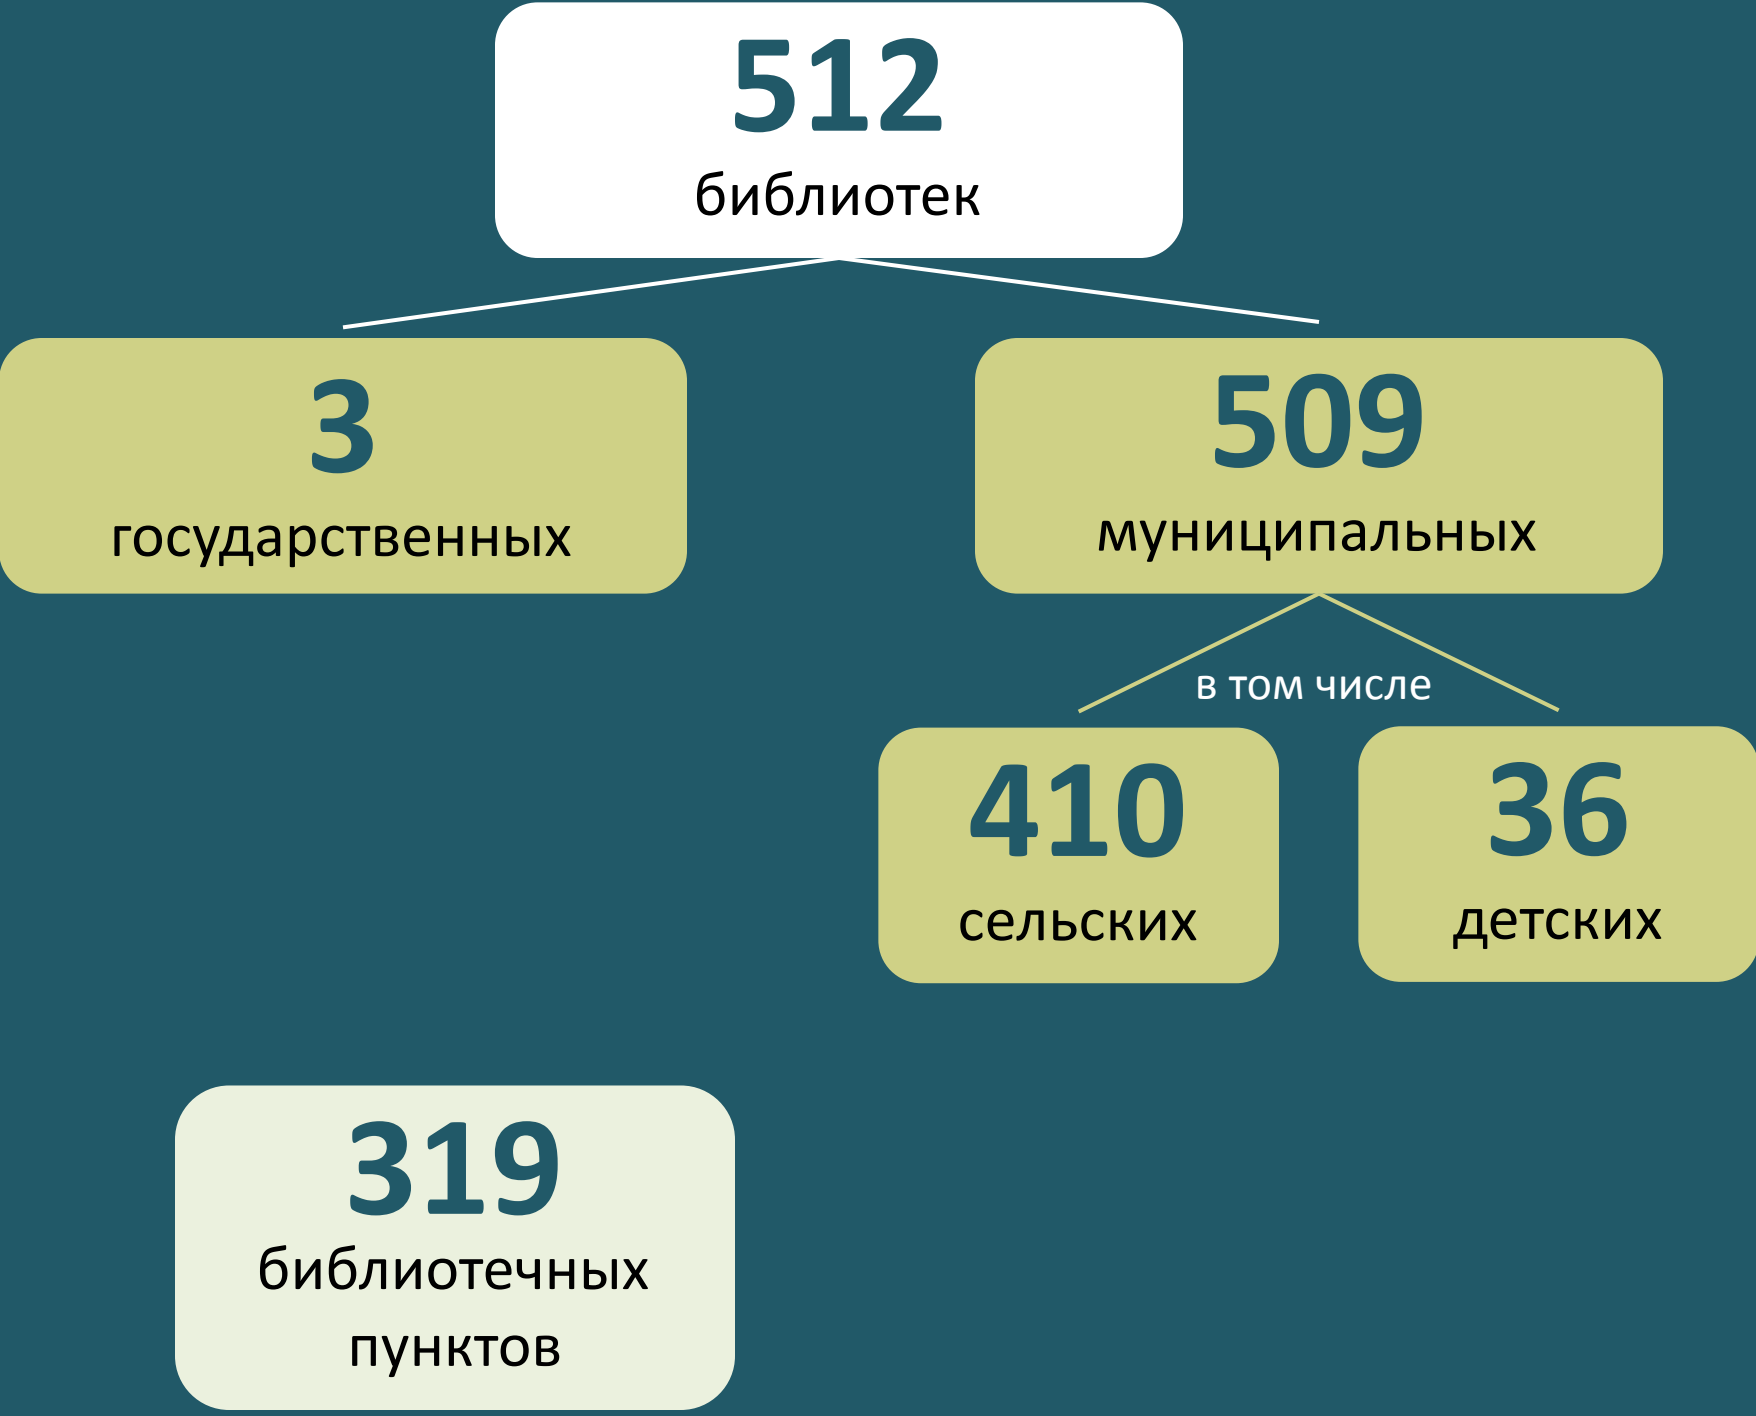 512
библиотек
3
государственных
509
муниципальных
в том числе
410
сельских
36
детских
319
библиотечных
пунктов